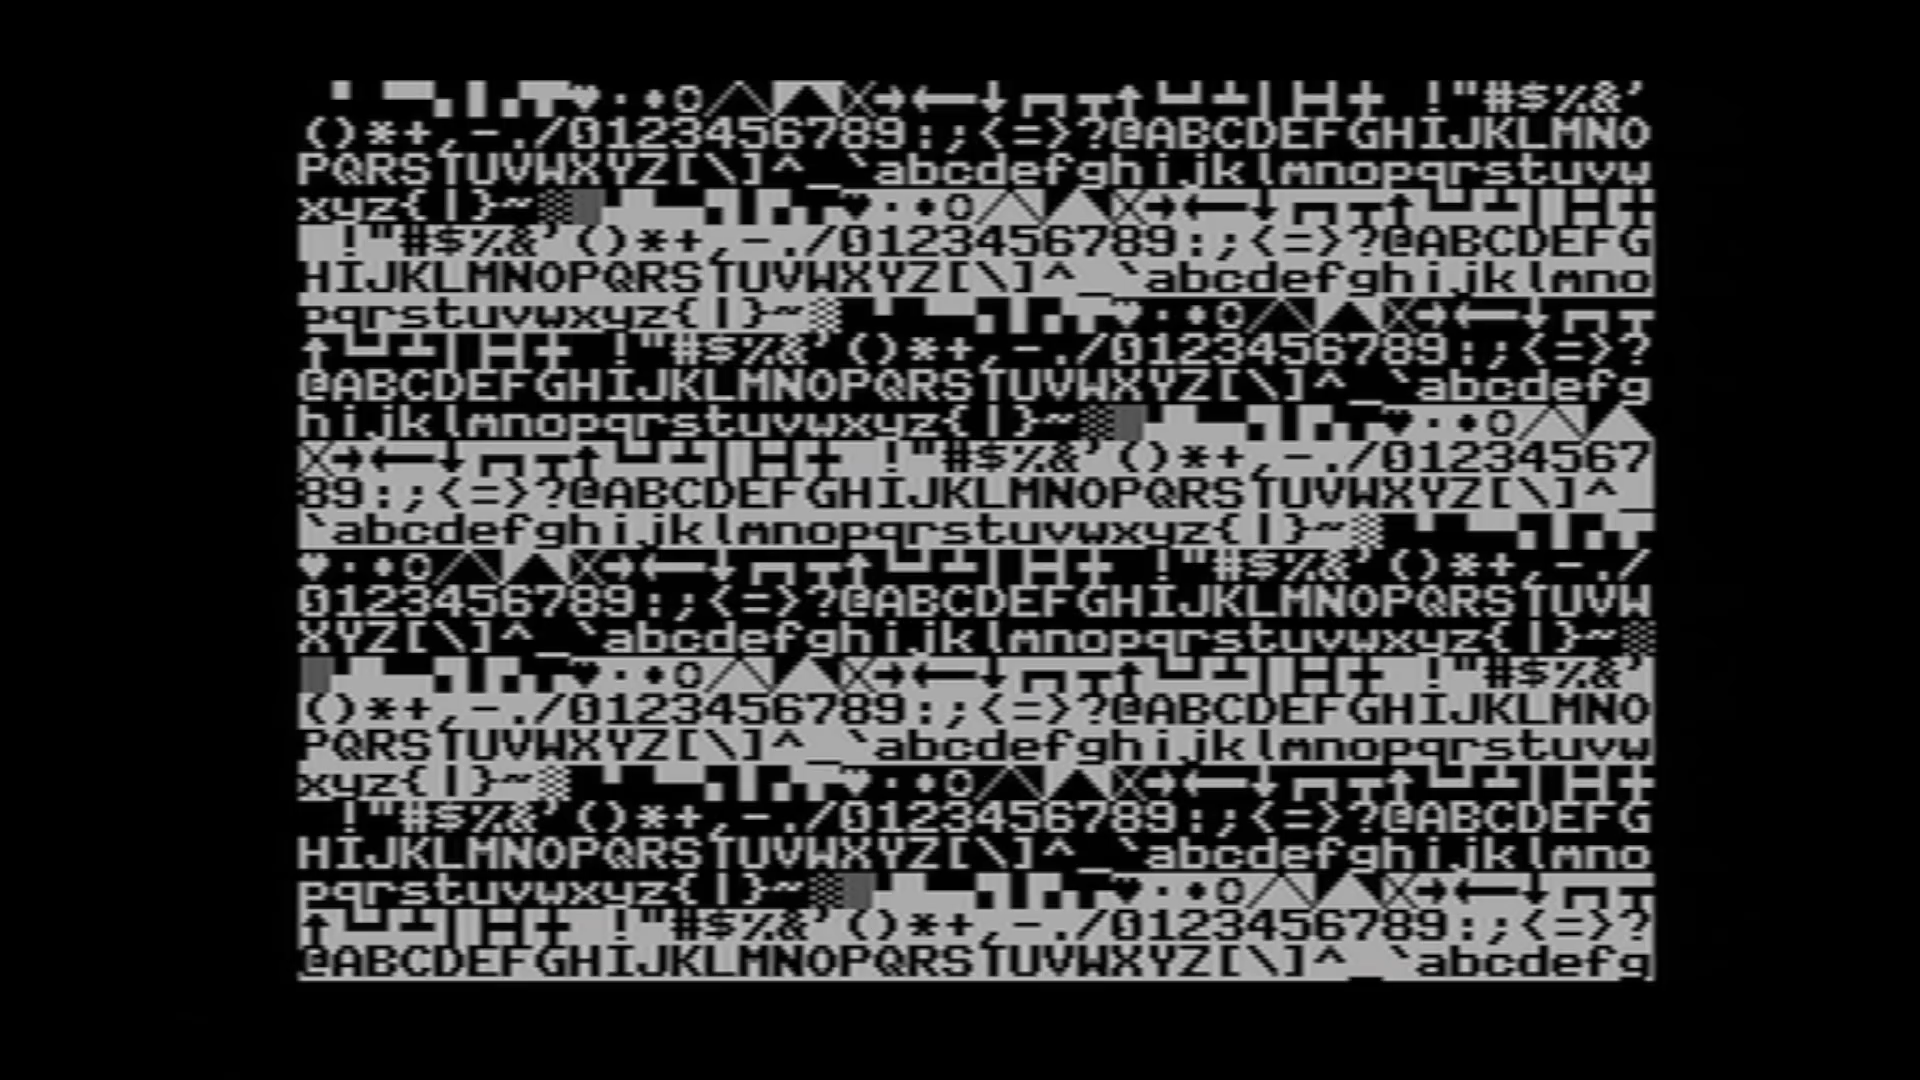 ♥·♦O╱╲◢◣╳→←─↓┌┐┬↑└┘┴│├┤┼ !"#$%&'
()*+,-./0123456789:;<=>?@ABCDEFGHIJKLMNO
PQRSTUVWXYZ[\]^_`abcdefghijklmnopqrstuvw
xyz{|}~▒♥·♦O╱╲◢◣╳→←─↓┌┐┬↑└┘┴│├┤┼
!"#$%&'()*+,-./0123456789:;<=>?@ABCDEFG
HIJKLMNOPQRSTUVWXYZ[\]^_`abcdefghijklmno
pqrstuvwxyz{|}~▒♥·♦O╱╲◢◣╳→←─↓┌┐┬
↑└┘┴│├┤┼ !"#$%&'()*+,-./0123456789:;<=>?
@ABCDEFGHIJKLMNOPQRSTUVWXYZ[\]^_`abcdefg
hijklmnopqrstuvwxyz{|}~▒♥·♦O╱╲◢◣
╳→←─↓┌┐┬↑└┘┴│├┤┼ !"#$%&'()*+,-./01234567
89:;<=>?@ABCDEFGHIJKLMNOPQRSTUVWXYZ[\]^_
`abcdefghijklmnopqrstuvwxyz{|}~▒
♥·♦O╱╲◢◣╳→←─↓┌┐┬↑└┘┴│├┤┼ !"#$%&'()*+,-./
0123456789:;<=>?@ABCDEFGHIJKLMNOPQRSTUVW
XYZ[\]^_`abcdefghijklmnopqrstuvwxyz{|}~▒
♥·♦O╱╲◢◣╳→←─↓┌┐┬↑└┘┴│├┤┼ !"#$%&'
()*+,-./0123456789:;<=>?@ABCDEFGHIJKLMNO
PQRSTUVWXYZ[\]^_`abcdefghijklmnopqrstuvw
xyz{|}~▒♥·♦O╱╲◢◣╳→←─↓┌┐┬↑└┘┴│├┤┼
!"#$%&'()*+,-./0123456789:;<=>?@ABCDEFG
HIJKLMNOPQRSTUVWXYZ[\]^_`abcdefghijklmno
pqrstuvwxyz{|}~▒♥·♦O╱╲◢◣╳→←─↓┌┐┬
↑└┘┴│├┤┼ !"#$%&'()*+,-./0123456789:;<=>?
@ABCDEFGHIJKLMNOPQRSTUVWXYZ[\]^_`abcdefg